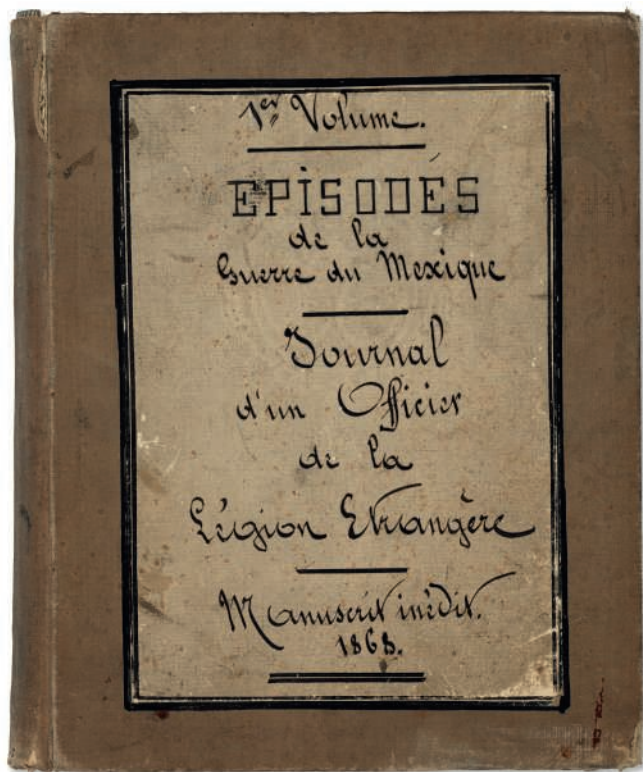 1er Volume.
EPISODES
de la
Guerre du Mexique
Journal
d'un Officier
de la
Légion Etrangère
Manuscrit inédit.
1868.